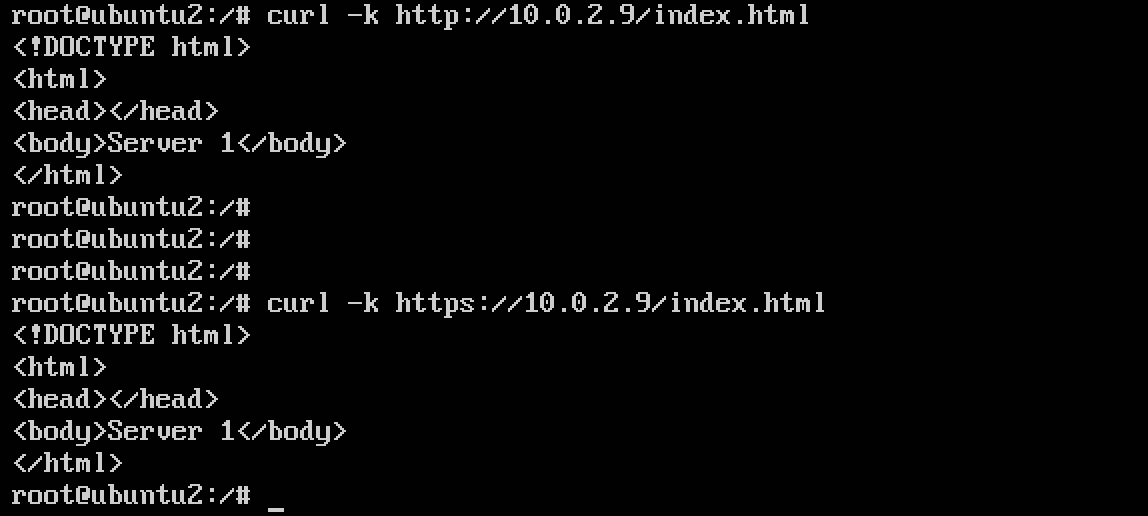 root@ubuntu2:/# curl -k http://10.0.2.9/index.html
<!DOCTYPE html>
<html>
<head></head>
<body>Server 1</body>
</html>
root@ubuntu2:/#
root@ubuntu2:/#
root@ubuntu2:/#
root@ubuntu2:/# curl -k https://10.0.2.9/index.html
<!DOCTYPE html>
<html>
<head></head>
<body>Server 1</body>
</html>
root@ubuntu2:/# _